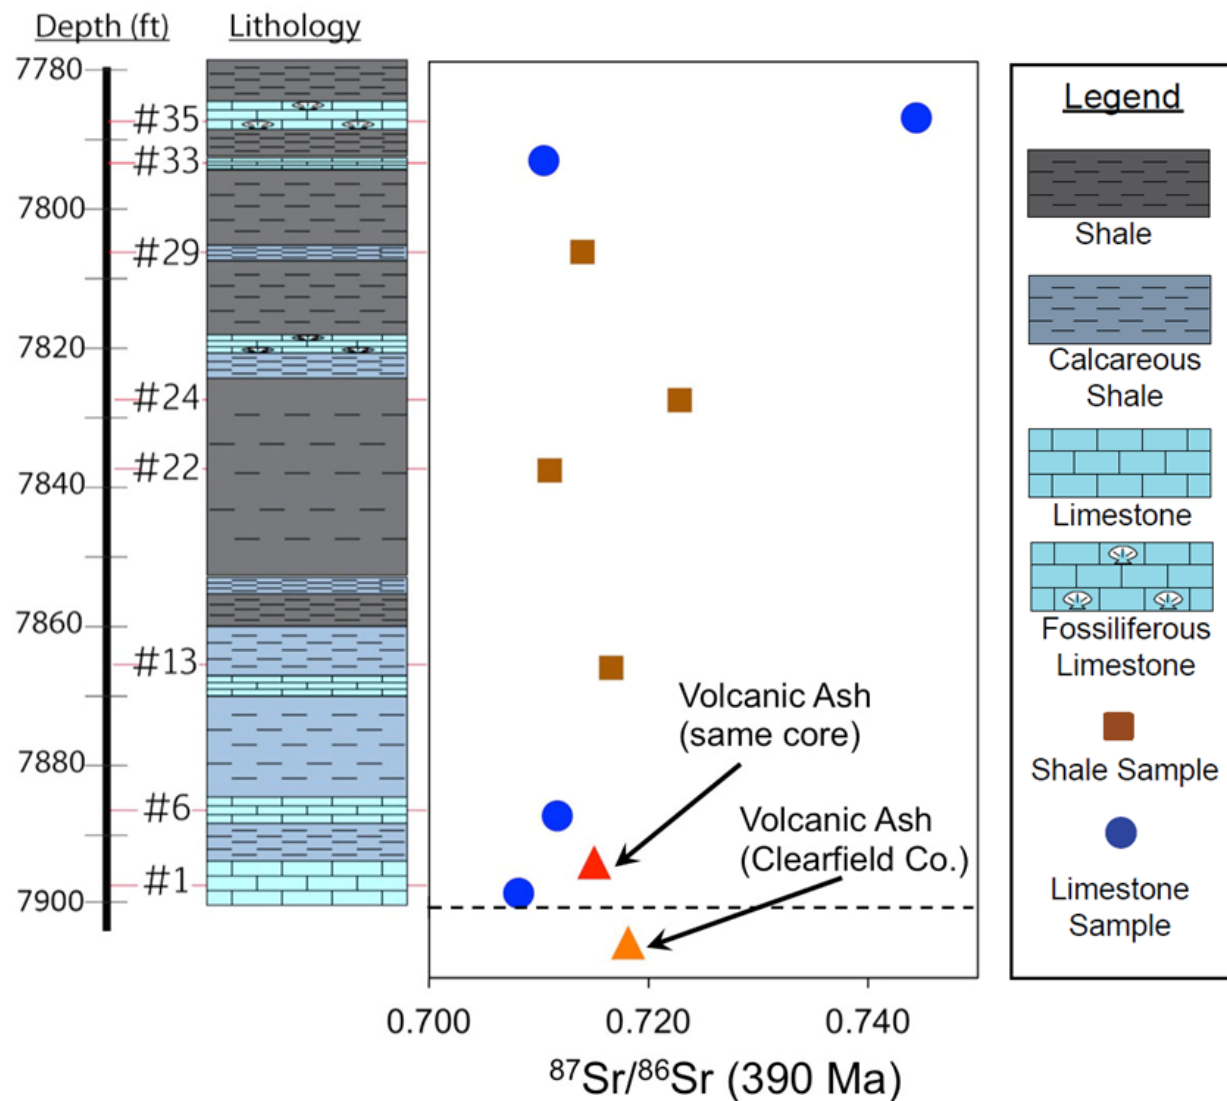 Depth (ft) Lithology
7780
#35
#33
7800
#29
7820
#24
#22
7840
7860
#13
7880
#6
#1
7900
Volcanic Ash
(same core)
Volcanic Ash
(Clearfield Co.)
0.700 0.720 0.740
⁸⁷Sr/⁸⁶Sr (390 Ma)
Legend
Shale
Calcareous
Shale
Limestone
Fossiliferous
Limestone
Shale Sample
Limestone
Sample